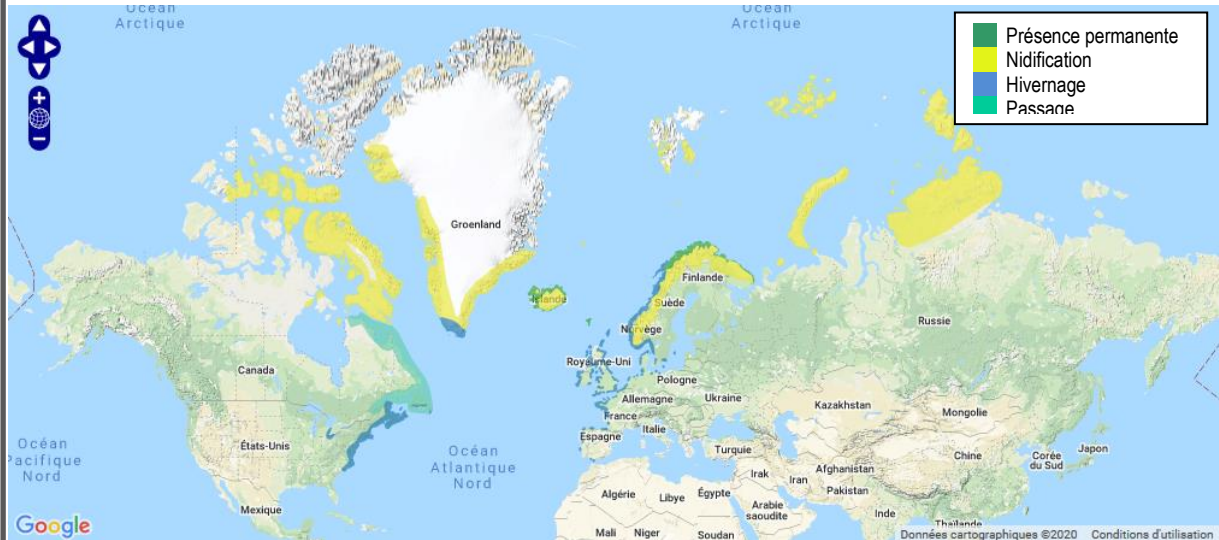 Océan
Arctique
Océan
Arctique
Présence permanente
Nidification
Hivernage
Passage
Groenland
Islande
Finlande
Suède
Norvège
Russie
Royaume-Uni
Canada
Pologne
Allemagne
Ukraine
Kazakhstan
France
Mongolie
Italie
Espagne
Océan
Pacifique
Nord
États-Unis
Océan
Atlantique
Nord
Turquie
Chine
Corée
du Sud
Japon
Irak
Iran
Afghanistan
Pakistan
Algérie
Libye
Égypte
Arabie
saoudite
Mexique
Inde
Thaïlande
Mali
Niger
Soudan
Google
Données cartographiques ©2020 Conditions d'utilisation